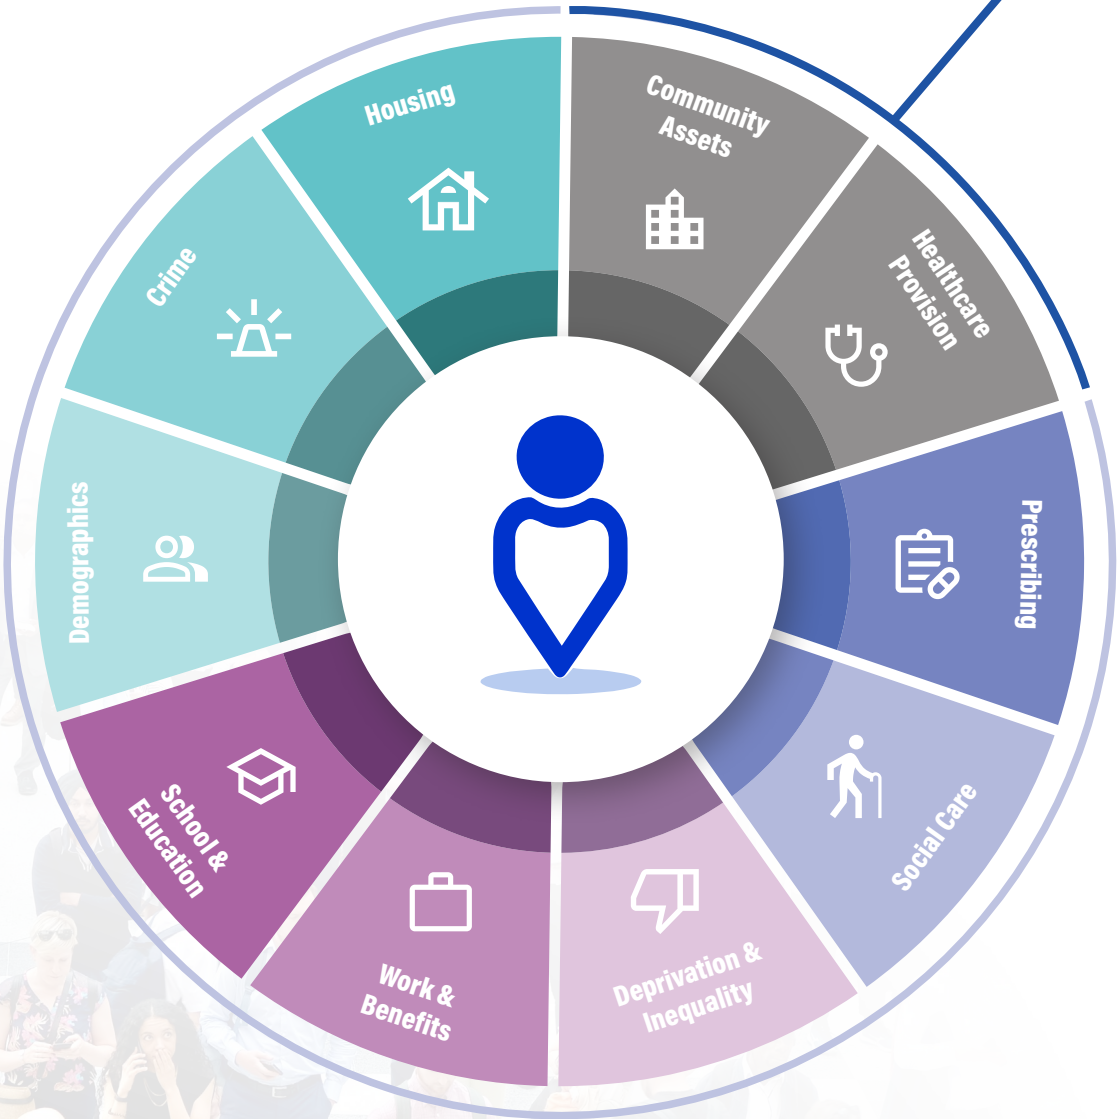 Housing
Community
Assets
Healthcare
Provision
Prescribing
Social Care
Deprivation &
Inequality
Work &
Benefits
School &
Education
Demographics
Crime